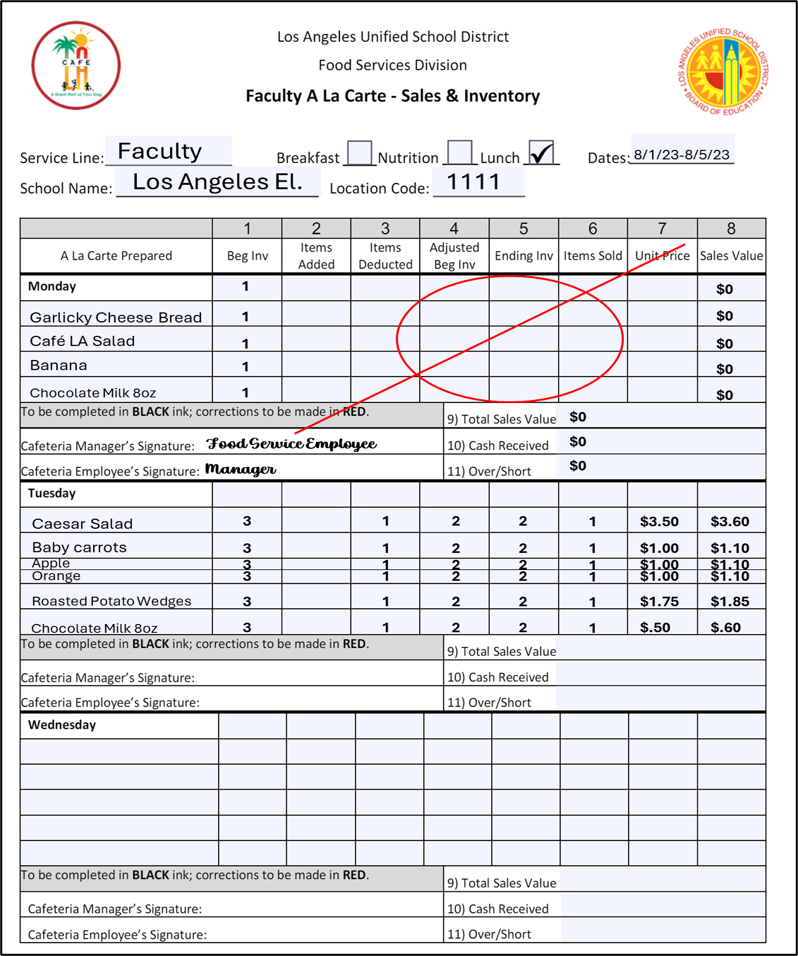 Los Angeles Unified School District
Food Services Division
Faculty A La Carte - Sales & Inventory
CAFE
LA
A Great Part of Your Day
LOS ANGELES UNIFIED SCHOOL DISTRICT
BOARD OF EDUCATION
Service Line: Faculty Breakfast Nutrition Lunch ✓ Dates: 8/1/23-8/5/23
School Name: Los Angeles El. Location Code: 1111
1 2 3 4 5 6 7 8
A La Carte Prepared Beg Inv Items Added Items Deducted Adjusted Beg Inv Ending Inv Items Sold Unit Price Sales Value
Monday 1 $0
Garlicky Cheese Bread 1 $0
Café LA Salad 1 $0
Banana 1 $0
Chocolate Milk 8oz 1 $0
To be completed in BLACK ink; corrections to be made in RED. 9) Total Sales Value $0
Cafeteria Manager's Signature: Food Service Employee 10) Cash Received $0
Cafeteria Employee's Signature: Manager 11) Over/Short $0
Tuesday
Caesar Salad 3 1 2 2 1 $3.50 $3.60
Baby carrots 3 1 2 2 1 $1.00 $1.10
Apple 3 1 2 2 1 $1.00 $1.10
Orange 3 1 2 2 1 $1.00 $1.10
Roasted Potato Wedges 3 1 2 2 1 $1.75 $1.85
Chocolate Milk 8oz 3 1 2 2 1 $.50 $.60
To be completed in BLACK ink; corrections to be made in RED. 9) Total Sales Value
Cafeteria Manager's Signature: 10) Cash Received
Cafeteria Employee's Signature: 11) Over/Short
Wednesday
To be completed in BLACK ink; corrections to be made in RED. 9) Total Sales Value
Cafeteria Manager's Signature: 10) Cash Received
Cafeteria Employee's Signature: 11) Over/Short